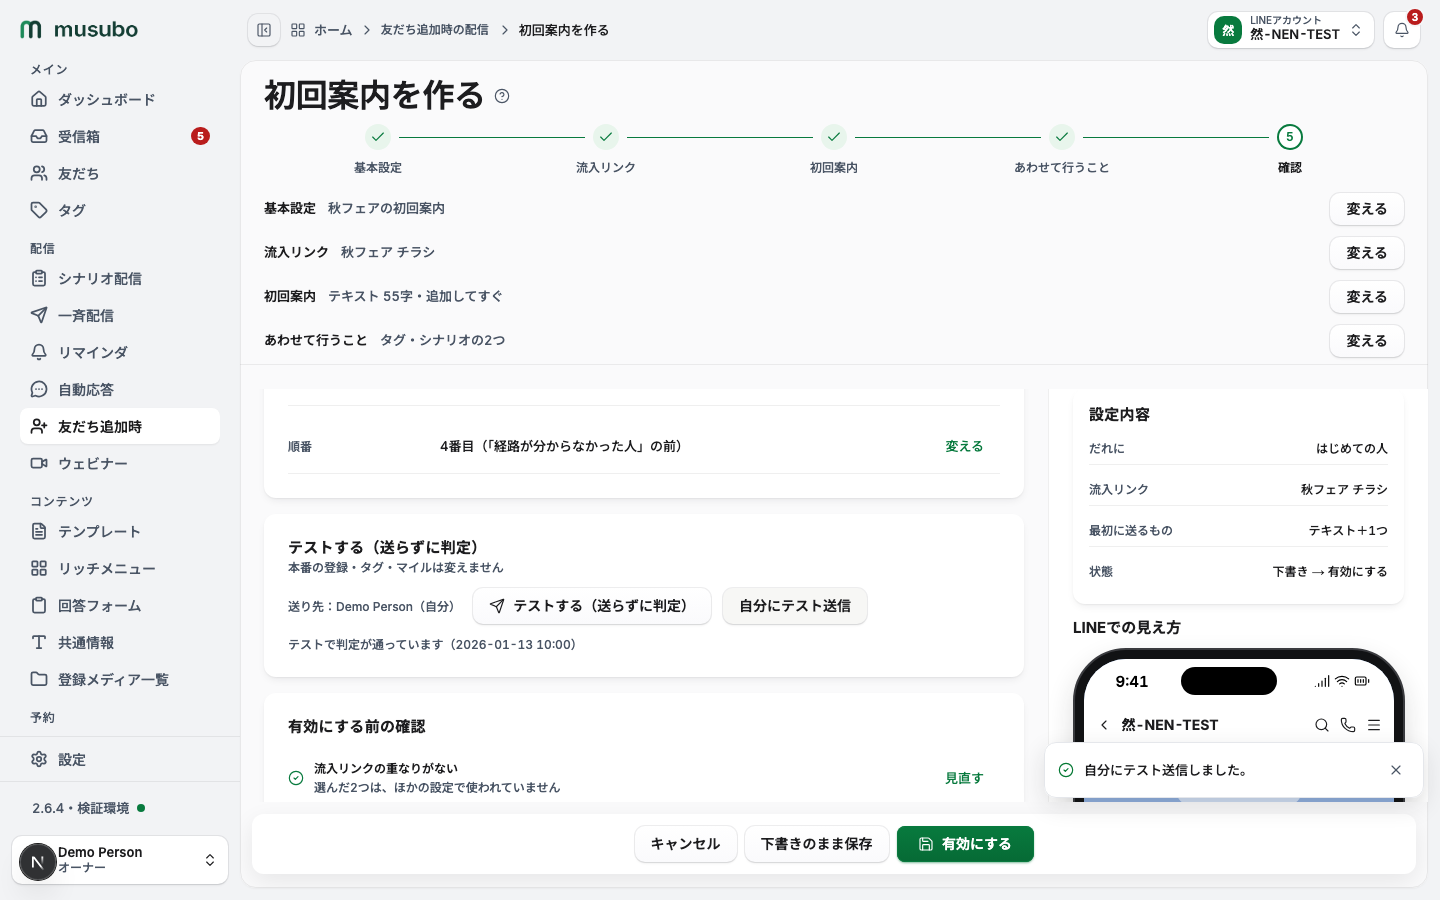 musubo
メイン
ダッシュボード
受信箱
5
友だち
タグ
配信
シナリオ配信
一斉配信
リマインダ
自動応答
友だち追加時
ウェビナー
コンテンツ
テンプレート
リッチメニュー
回答フォーム
共通情報
登録メディア一覧
予約
設定
2.6.4・検証環境
N
Demo Person
オーナー
ホーム
友だち追加時の配信
初回案内を作る
然
LINEアカウント
然-NEN-TEST
3
初回案内を作る
基本設定
流入リンク
初回案内
あわせて行うこと
5
確認
基本設定 秋フェアの初回案内
変える
流入リンク 秋フェア チラシ
変える
初回案内 テキスト 55字・追加してすぐ
変える
あわせて行うこと タグ・シナリオの2つ
変える
順番
4番目（「経路が分からなかった人」の前）
変える
テストする（送らずに判定）
本番の登録・タグ・マイルは変えません
送り先：Demo Person（自分）
テストする（送らずに判定）
自分にテスト送信
テストで判定が通っています（2026-01-13 10:00）
有効にする前の確認
流入リンクの重なりがない
選んだ2つは、ほかの設定で使われていません
見直す
設定内容
だれに
はじめての人
流入リンク
秋フェア チラシ
最初に送るもの
テキスト＋1つ
状態
下書き → 有効にする
LINEでの見え方
9:41
然-NEN-TEST
自分にテスト送信しました。
キャンセル
下書きのまま保存
有効にする